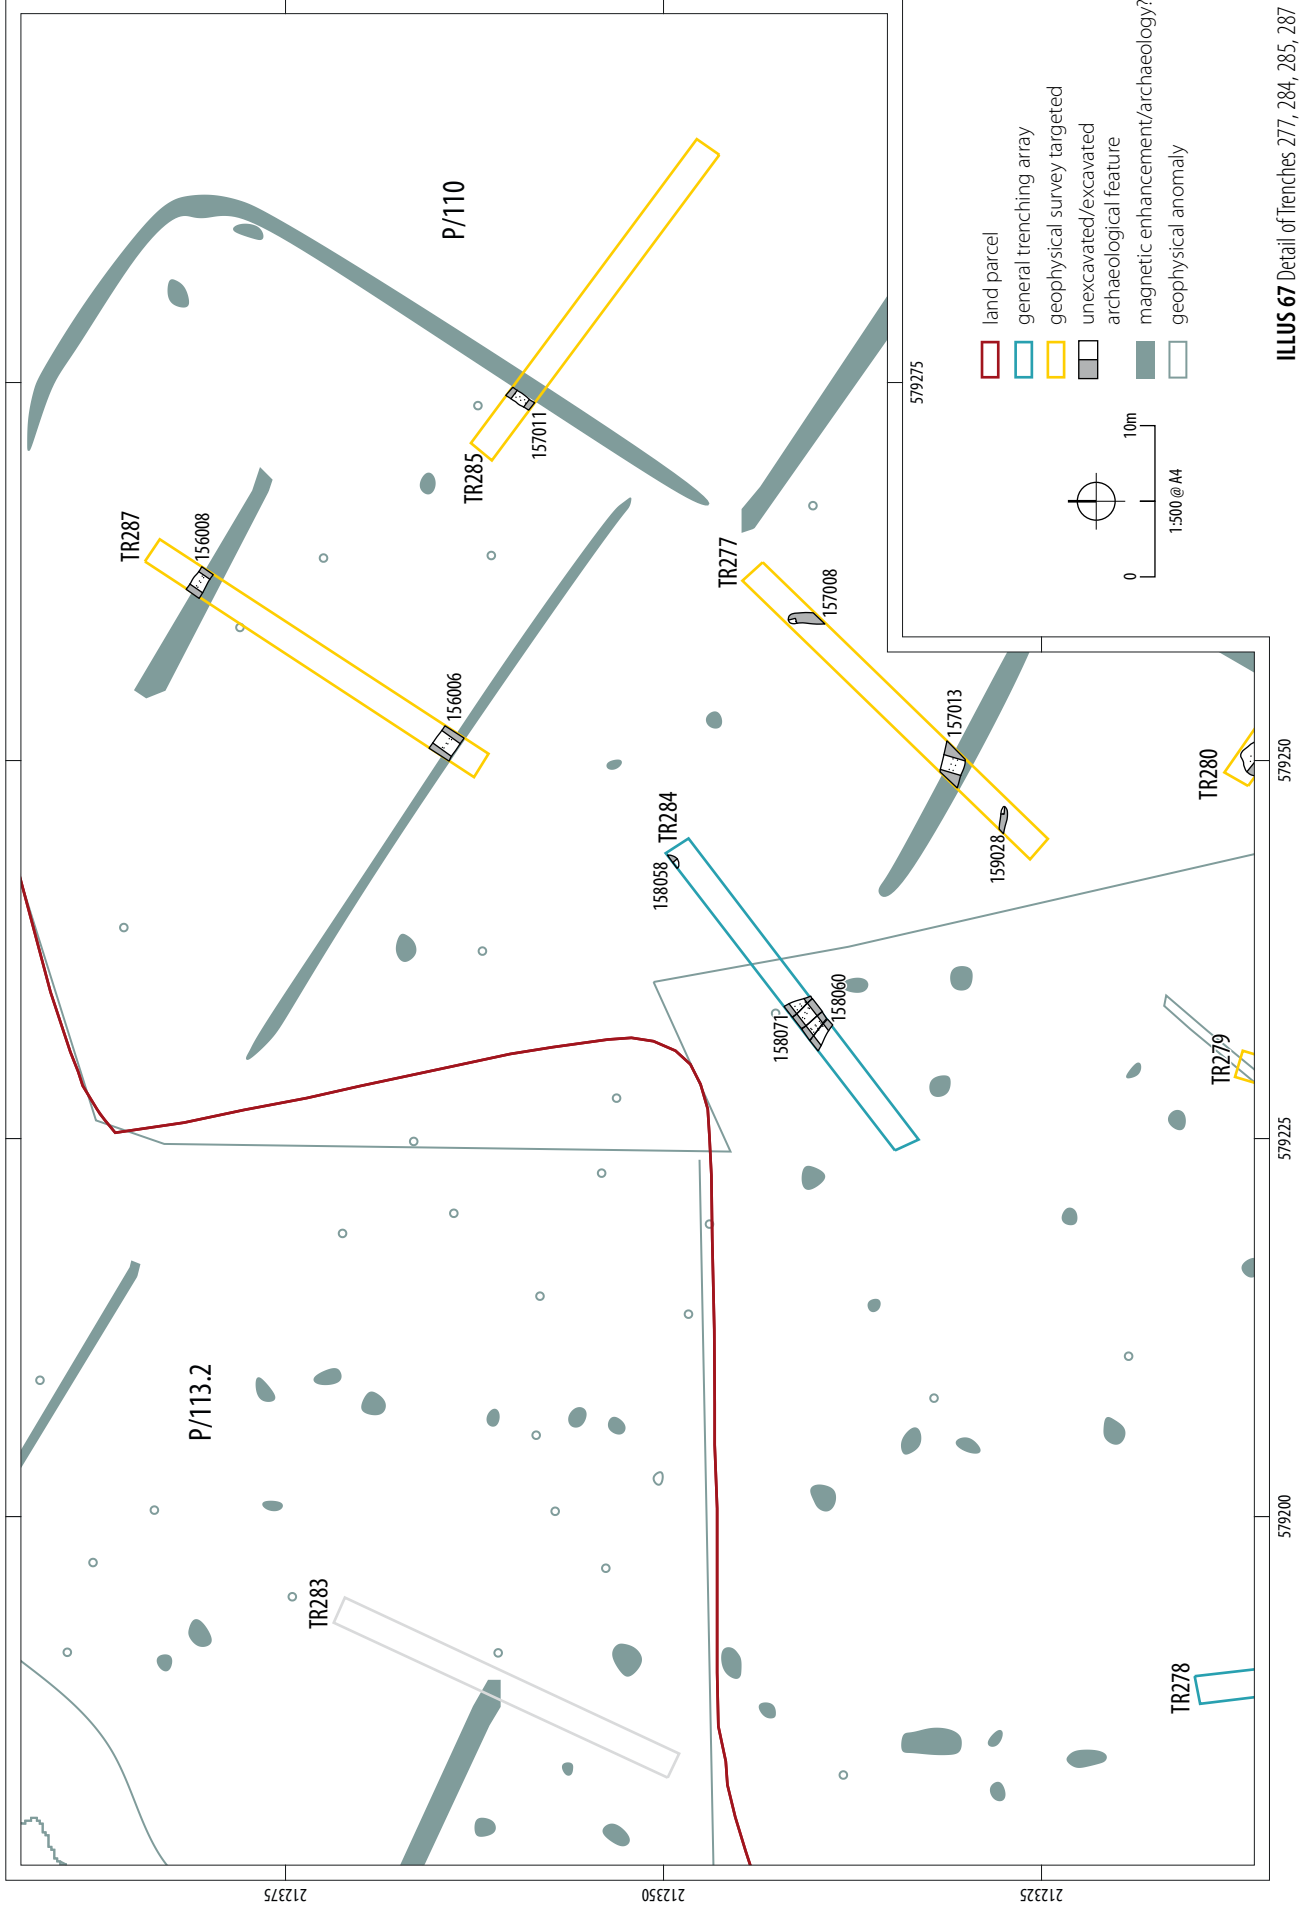 P/110
P/113.2
TR287
156008
156006
TR285
157011
TR277
157008
157013
159028
TR284
158058
158071
158060
TR280
TR279
TR283
TR278
212375
212350
212325
579275
579250
579225
579200
land parcel
general trenching array
geophysical survey targeted
unexcavated/excavated
archaeological feature
magnetic enhancement/archaeology?
geophysical anomaly
0
10m
1:500 @ A4
ILLUS 67 Detail of Trenches 277, 284, 285, 287